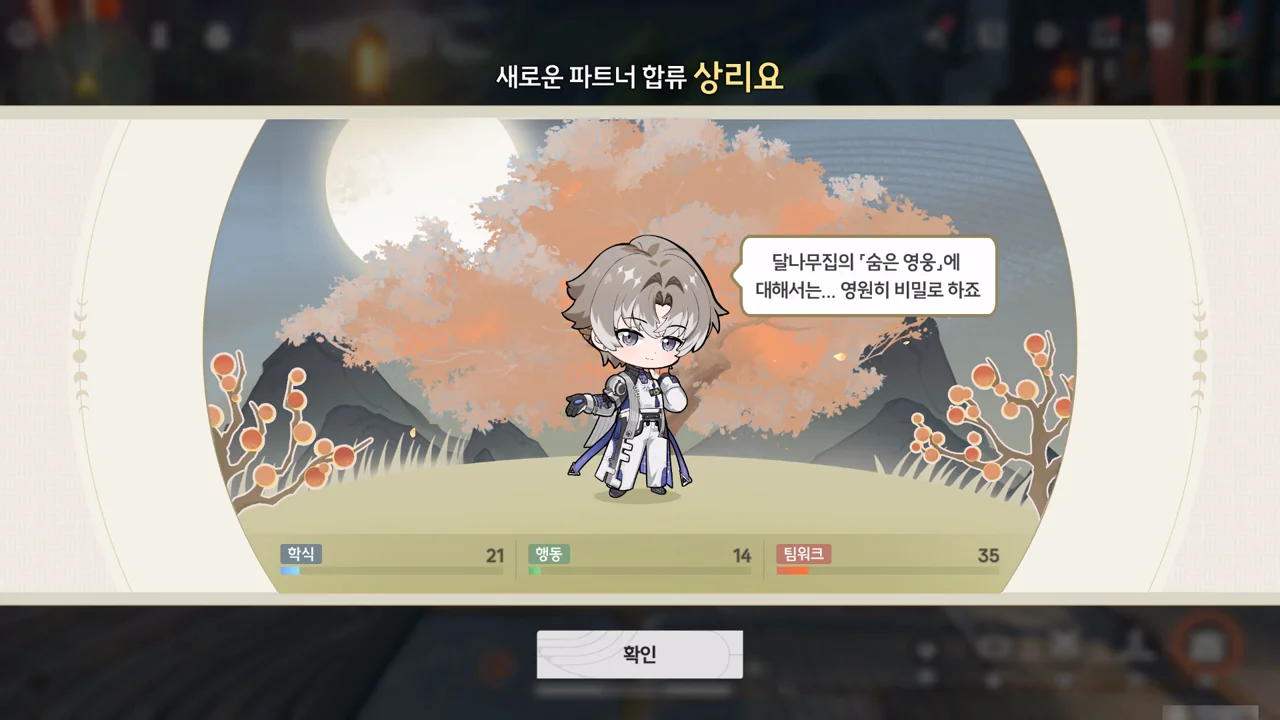 새로운 파트너 합류 상리요
달나무집의 「숨은 영웅」에
대해서는... 영원히 비밀로 하죠
학식 21 행동 14 팀워크 35
확인